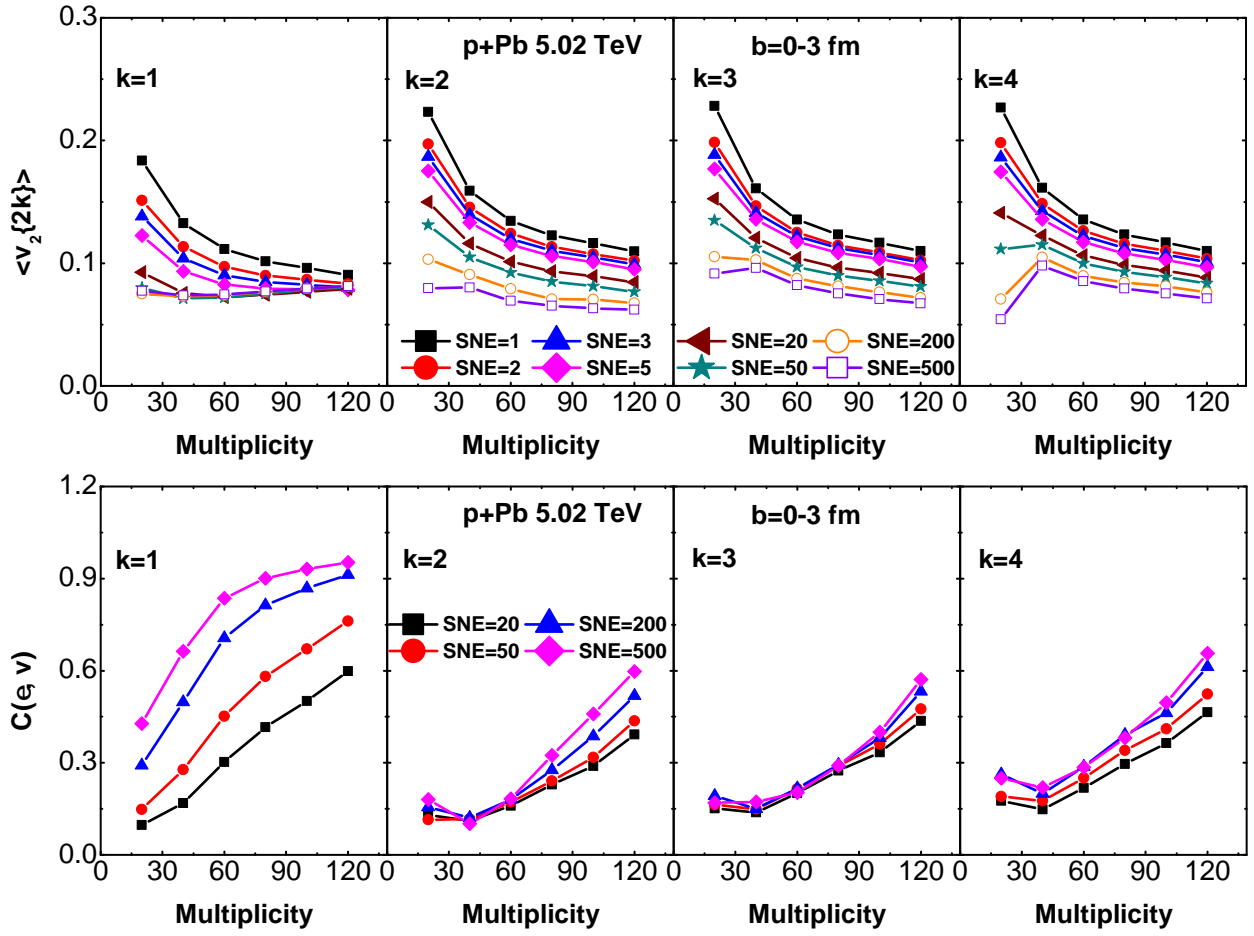 0.3
p+Pb 5.02 TeV
b=0-3 fm
k=1
k=2
k=3
k=4
0.2
<v2{2k}>
0.1
SNE=1
SNE=3
SNE=20
SNE=200
SNE=2
SNE=5
SNE=50
SNE=500
0.0
0 30 60 90 120 0 30 60 90 120 0 30 60 90 120 0 30 60 90 120
Multiplicity Multiplicity Multiplicity Multiplicity
1.2
p+Pb 5.02 TeV
b=0-3 fm
k=1
k=2
k=3
k=4
0.9
SNE=20
SNE=200
SNE=50
SNE=500
0.6
C(e, v)
0.3
0.0
0 30 60 90 120 0 30 60 90 120 0 30 60 90 120 0 30 60 90 120
Multiplicity Multiplicity Multiplicity Multiplicity